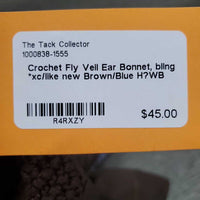 The Tack Collector
1000838-1555
Crochet Fly Veil Ear Bonnet, bling
*xc/like new Brown/Blue H?WB
R4RXZY
$45.00